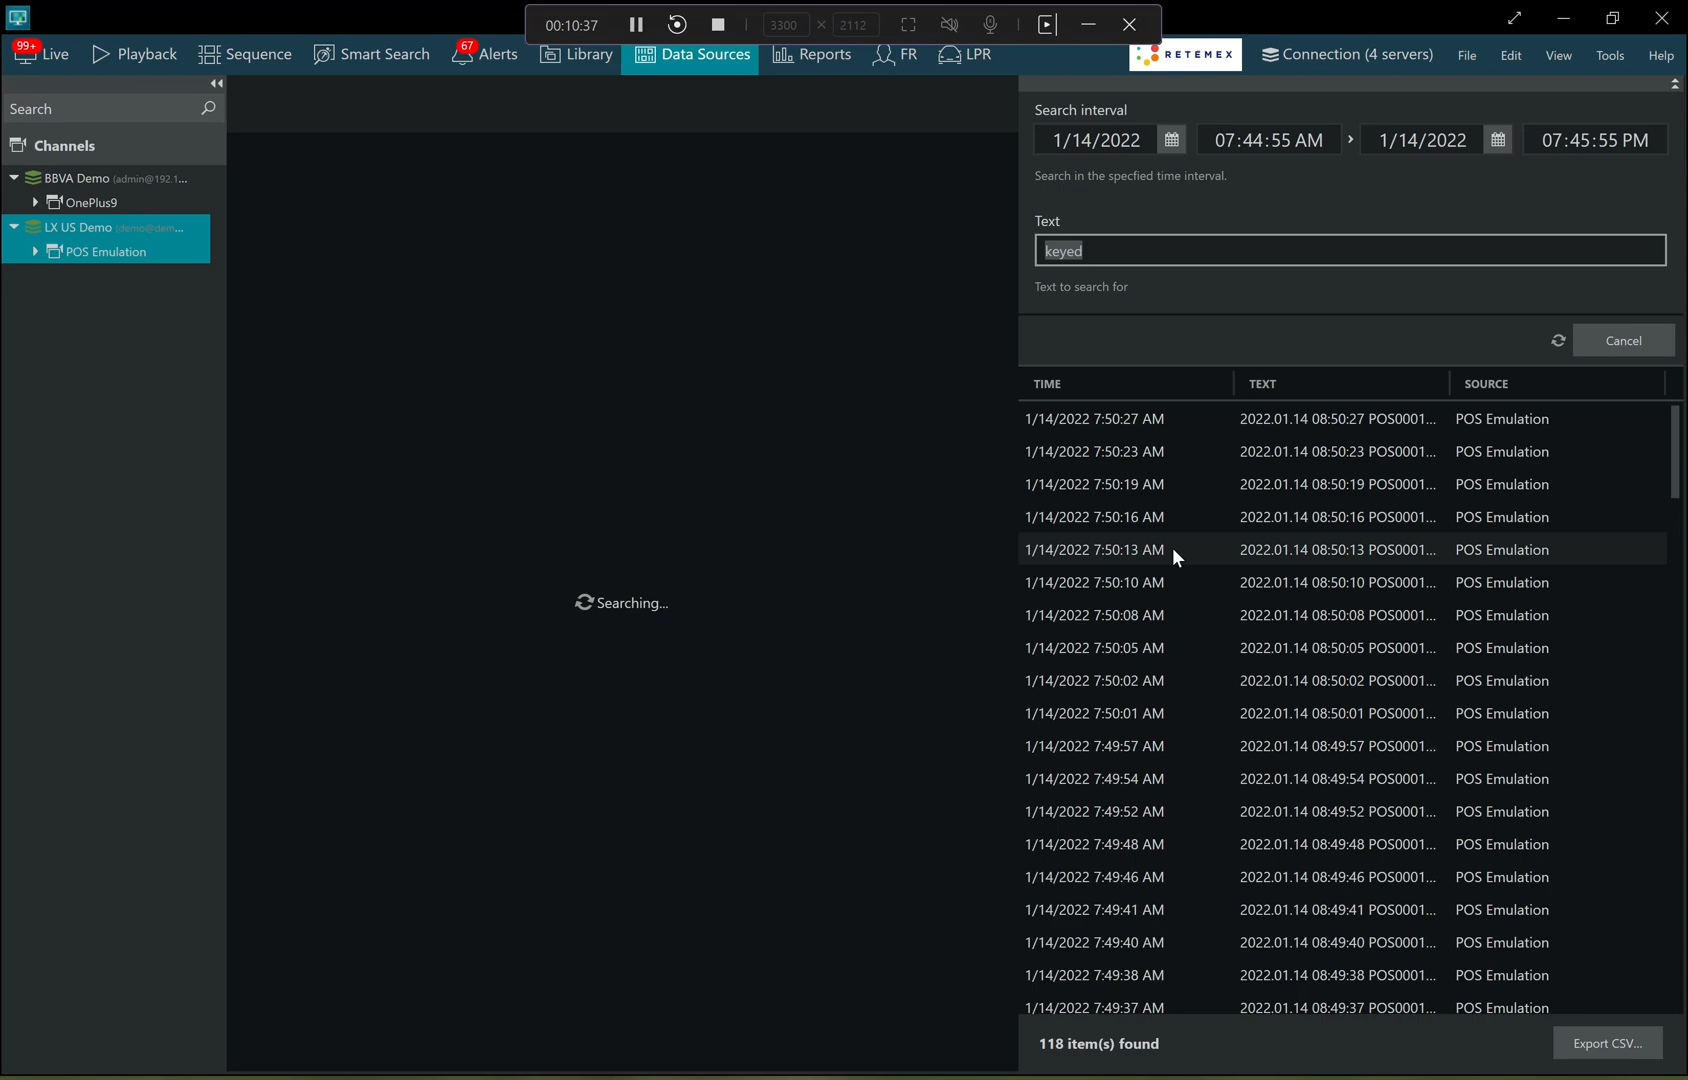 00:10:37 3300 × 2112
99+ Live Playback Sequence Smart Search 67 Alerts Library Data Sources Reports FR LPR RETEMEX Connection (4 servers) File Edit View Tools Help
Search
Channels
BBVA Demo (admin@192.1...
OnePlus9
LX US Demo (demo@dem...
POS Emulation
Searching...
Search interval
1/14/2022 07:44:55 AM › 1/14/2022 07:45:55 PM
Search in the specfied time interval.
Text
keyed
Text to search for
Cancel
TIME TEXT SOURCE
1/14/2022 7:50:27 AM 2022.01.14 08:50:27 POS0001... POS Emulation
1/14/2022 7:50:23 AM 2022.01.14 08:50:23 POS0001... POS Emulation
1/14/2022 7:50:19 AM 2022.01.14 08:50:19 POS0001... POS Emulation
1/14/2022 7:50:16 AM 2022.01.14 08:50:16 POS0001... POS Emulation
1/14/2022 7:50:13 AM 2022.01.14 08:50:13 POS0001... POS Emulation
1/14/2022 7:50:10 AM 2022.01.14 08:50:10 POS0001... POS Emulation
1/14/2022 7:50:08 AM 2022.01.14 08:50:08 POS0001... POS Emulation
1/14/2022 7:50:05 AM 2022.01.14 08:50:05 POS0001... POS Emulation
1/14/2022 7:50:02 AM 2022.01.14 08:50:02 POS0001... POS Emulation
1/14/2022 7:50:01 AM 2022.01.14 08:50:01 POS0001... POS Emulation
1/14/2022 7:49:57 AM 2022.01.14 08:49:57 POS0001... POS Emulation
1/14/2022 7:49:54 AM 2022.01.14 08:49:54 POS0001... POS Emulation
1/14/2022 7:49:52 AM 2022.01.14 08:49:52 POS0001... POS Emulation
1/14/2022 7:49:48 AM 2022.01.14 08:49:48 POS0001... POS Emulation
1/14/2022 7:49:46 AM 2022.01.14 08:49:46 POS0001... POS Emulation
1/14/2022 7:49:41 AM 2022.01.14 08:49:41 POS0001... POS Emulation
1/14/2022 7:49:40 AM 2022.01.14 08:49:40 POS0001... POS Emulation
1/14/2022 7:49:38 AM 2022.01.14 08:49:38 POS0001... POS Emulation
1/14/2022 7:49:37 AM 2022.01.14 08:49:37 POS0001... POS Emulation
118 item(s) found
Export CSV...